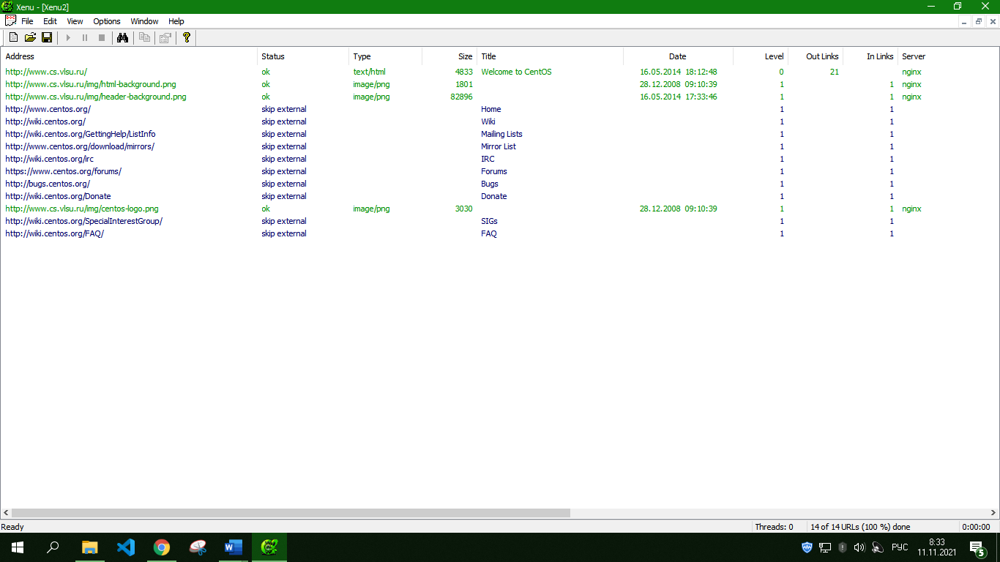 Xenu - [Xenu2]
File Edit View Options Window Help
Address Status Type Size Title Date Level Out Links In Links Server
http://www.cs.vlsu.ru/ ok text/html 4833 Welcome to CentOS 16.05.2014 18:12:48 0 21 nginx
http://www.cs.vlsu.ru/img/html-background.png ok image/png 1801 28.12.2008 09:10:39 1 1 nginx
http://www.cs.vlsu.ru/img/header-background.png ok image/png 82896 16.05.2014 17:33:46 1 1 nginx
http://www.centos.org/ skip external Home 1 1
http://wiki.centos.org/ skip external Wiki 1 1
http://wiki.centos.org/GettingHelp/ListInfo skip external Mailing Lists 1 1
http://www.centos.org/download/mirrors/ skip external Mirror List 1 1
http://wiki.centos.org/irc skip external IRC 1 1
https://www.centos.org/forums/ skip external Forums 1 1
http://bugs.centos.org/ skip external Bugs 1 1
http://wiki.centos.org/Donate skip external Donate 1 1
http://www.cs.vlsu.ru/img/centos-logo.png ok image/png 3030 28.12.2008 09:10:39 1 1 nginx
http://wiki.centos.org/SpecialInterestGroup/ skip external SIGs 1 1
http://wiki.centos.org/FAQ/ skip external FAQ 1 1
Ready Threads: 0 14 of 14 URLs (100 %) done 0:00:00
РУС 8:33
11.11.2021 5